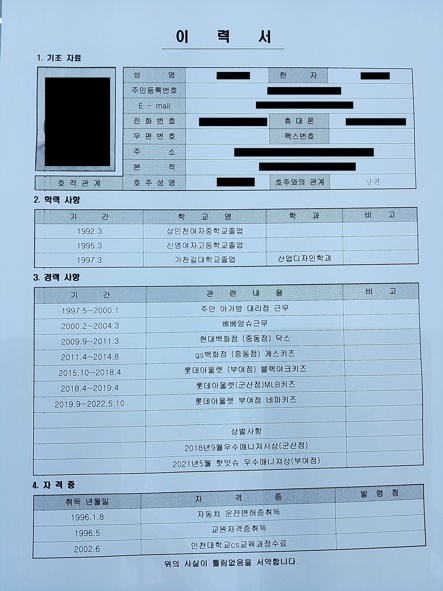 이 력 서
1. 기초 자료
성 명 한 자
주민등록번호
E - mail
전화번호 휴대폰
우편번호 팩스번호
주 소
본 적
호적관계 호주성명 호주와의 관계
2. 학력 사항
기 간 학 교 명 학 과 비 고
1992.3 상인천여자중학교졸업
1995.3 신명여자고등학교졸업
1997.3 가천길대학교졸업 산업디자인학과
3. 경력 사항
기 간 관 련 내 용 비 고
1997.5~2000.1 주안 아가방 대리점 근무
2000.2~2004.3 베베앙슈근무
2009.9~2011.3 현대백화점 (중동점) 닥스
2011.4~2014.8 gs백화점 (중동점) 게스키즈
2015.10~2018.4 롯데아울렛 (부여점) 블랙야크키즈
2018.4~2019.4 롯데아울렛(군산점)MLB키즈
2019.9~2022.5.10 롯데아울렛 부여점 네파키즈
상벌사항
2018년9월우수매니져시상(군산점)
2021년5월 핫잇슈 우수매니져상(부여점)
4. 자격증
취득 년월일 자 격 증 발 령 청
1996.1.8 자동차 운전면허증취득
1996.5 교원자격증취득
2002.6 인천대학교cs교육과정수료
위의 사실이 틀림없음을 서약합니다.